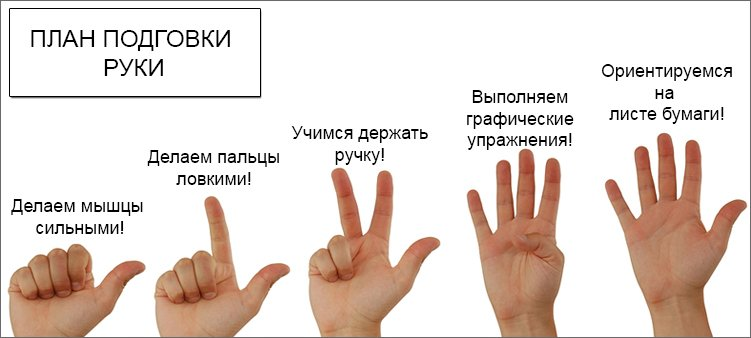 ПЛАН ПОДГОВКИ
РУКИ
Делаем мышцы
сильными!
Делаем пальцы
ловкими!
Учимся держать
ручку!
Выполняем
графические
упражнения!
Ориентируемся
на
листе бумаги!